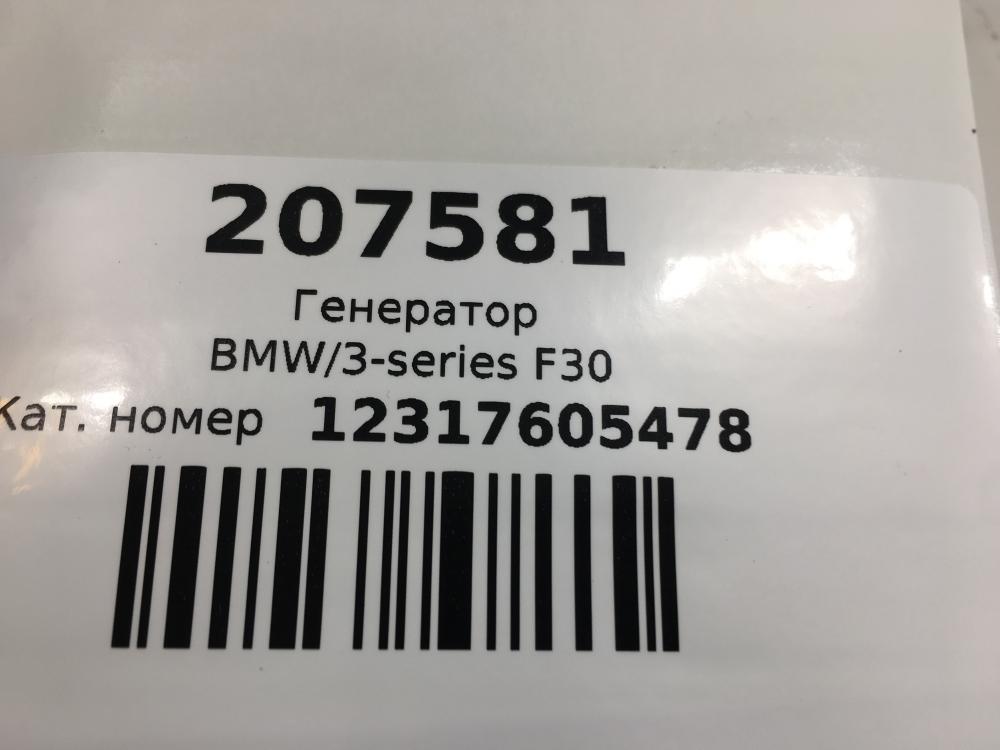 207581
Генератор
BMW/3-series F30
Кат. номер 12317605478